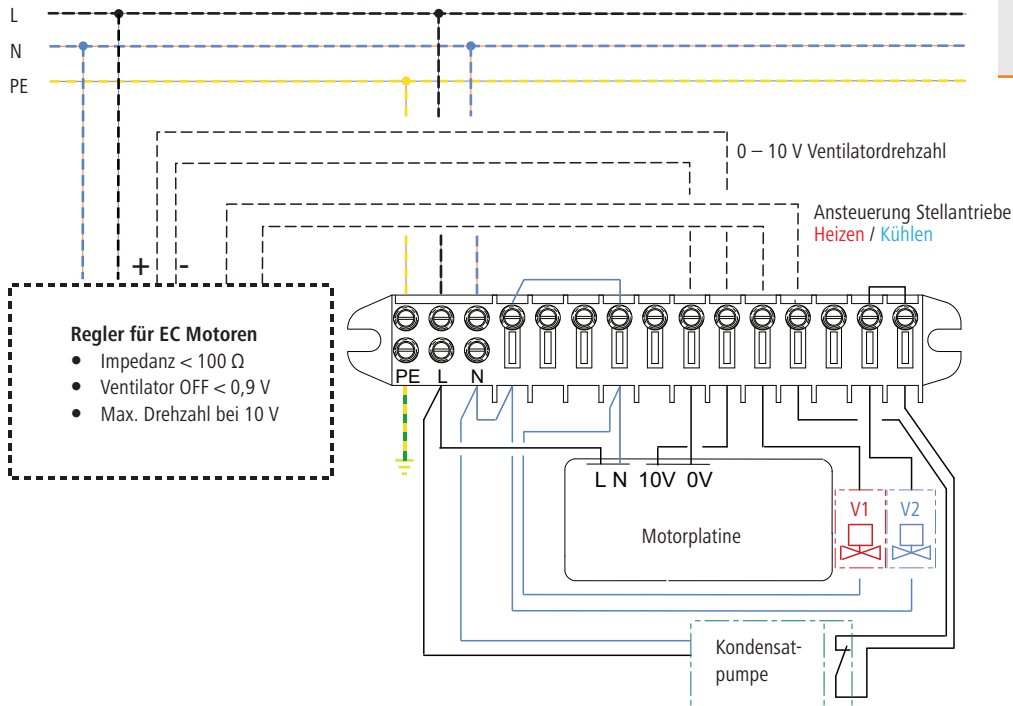 L
N
PE
0 – 10 V Ventilatordrehzahl
Ansteuerung Stellantriebe
Heizen / Kühlen
+ -
Regler für EC Motoren
• Impedanz < 100 Ω
• Ventilator OFF < 0,9 V
• Max. Drehzahl bei 10 V
PE L N
L N 10V 0V
Motorplatine
V1 V2
Kondensat-
pumpe